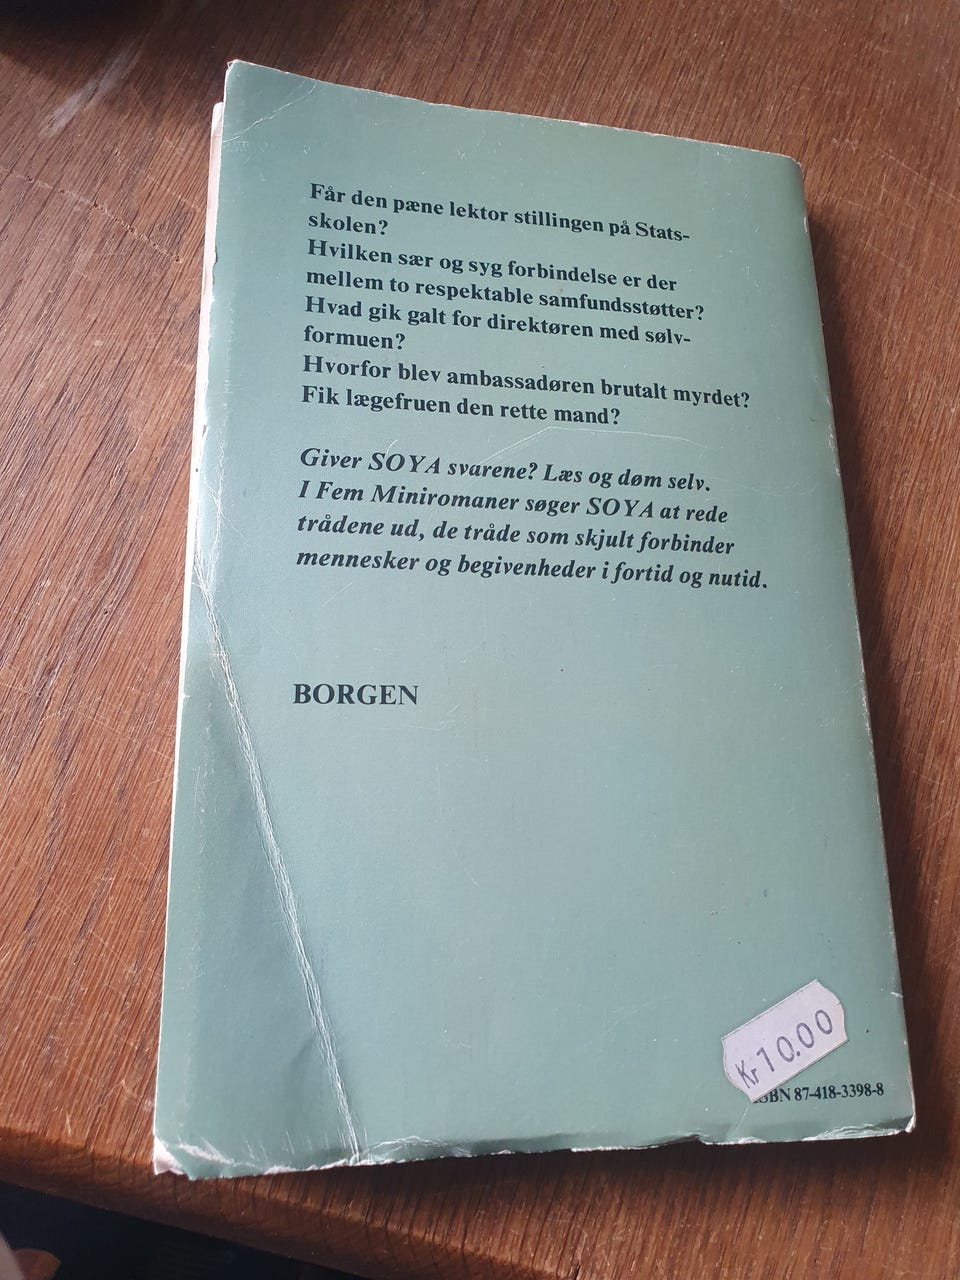 Får den pæne lektor stillingen på Stats-
skolen?
Hvilken sær og syg forbindelse er der
mellem to respektable samfundsstøtter?
Hvad gik galt for direktøren med sølv-
formuen?
Hvorfor blev ambassadøren brutalt myrdet?
Fik lægefruen den rette mand?
Giver SOYA svarene? Læs og døm selv.
I Fem Miniromaner søger SOYA at rede
trådene ud, de tråde som skjult forbinder
mennesker og begivenheder i fortid og nutid.
BORGEN
Kr 10.00
ISBN 87-418-3398-8